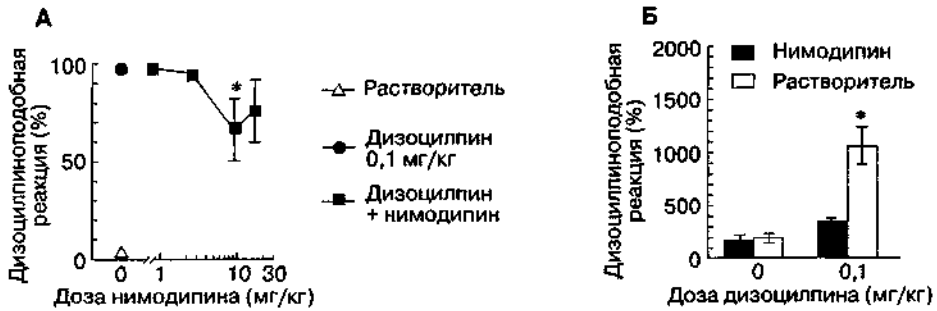 А
Дизоцилпиноподобная
реакция (%)
100
50
0
0
1
10
30
Доза нимодипина (мг/кг)
*
Растворитель
Дизоцилпин
0,1 мг/кг
Дизоцилпин
+ нимодипин
Б
Дизоцилпиноподобная
реакция (%)
2000
1500
1000
500
0
0
0,1
Доза дизоцилпина (мг/кг)
Нимодипин
Растворитель
*